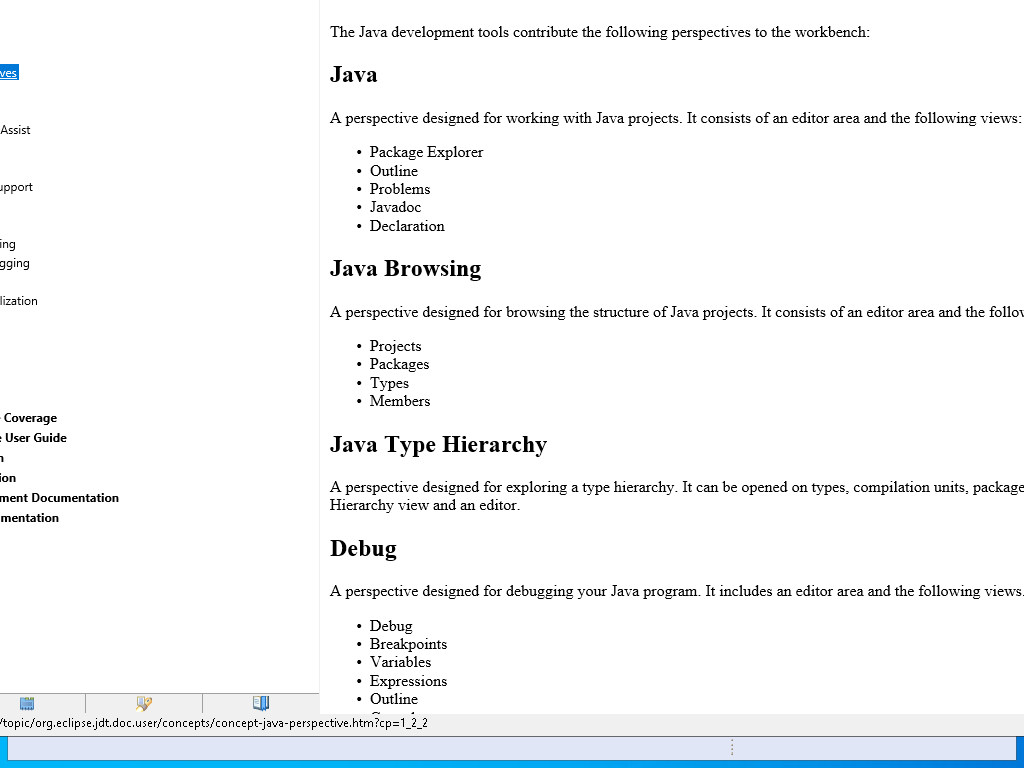 ves
Assist
upport
ing
gging
lization
Coverage
User Guide
ion
ment Documentation
mentation
The Java development tools contribute the following perspectives to the workbench:
Java
A perspective designed for working with Java projects. It consists of an editor area and the following views:
• Package Explorer
• Outline
• Problems
• Javadoc
• Declaration
Java Browsing
A perspective designed for browsing the structure of Java projects. It consists of an editor area and the follo
• Projects
• Packages
• Types
• Members
Java Type Hierarchy
A perspective designed for exploring a type hierarchy. It can be opened on types, compilation units, package
Hierarchy view and an editor.
Debug
A perspective designed for debugging your Java program. It includes an editor area and the following views.
• Debug
• Breakpoints
• Variables
• Expressions
• Outline
/topic/org.eclipse.jdt.doc.user/concepts/concept-java-perspective.htm?cp=1_2_2